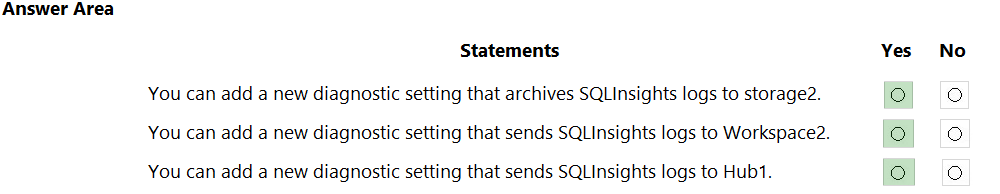 Answer Area
Statements Yes No
You can add a new diagnostic setting that archives SQLInsights logs to storage2.
You can add a new diagnostic setting that sends SQLInsights logs to Workspace2.
You can add a new diagnostic setting that sends SQLInsights logs to Hub1.